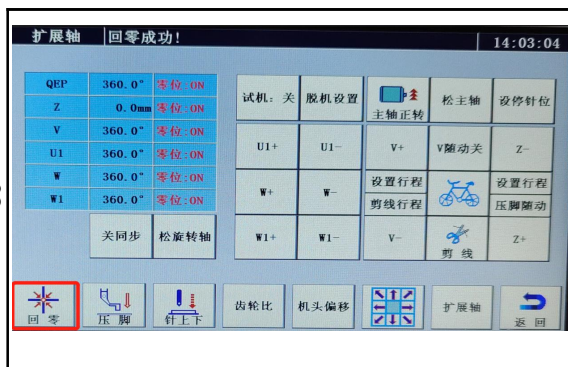 扩展轴 回零成功! 14:03:04
QEP 360.0° 零位:ON
Z 0.0mm 零位:ON
V 360.0° 零位:ON
U1 360.0° 零位:ON
W 360.0° 零位:ON
W1 360.0° 零位:ON
关同步 松旋转轴
试机: 关 脱机设置 主轴正转 松主轴 设停针位
U1+ U1- V+ V随动关 Z-
W+ W- 设置行程 设置行程
剪线行程 压脚随动
W1+ W1- V- 剪线 Z+
回零 压脚 针上下 齿轮比 机头偏移 扩展轴 返回